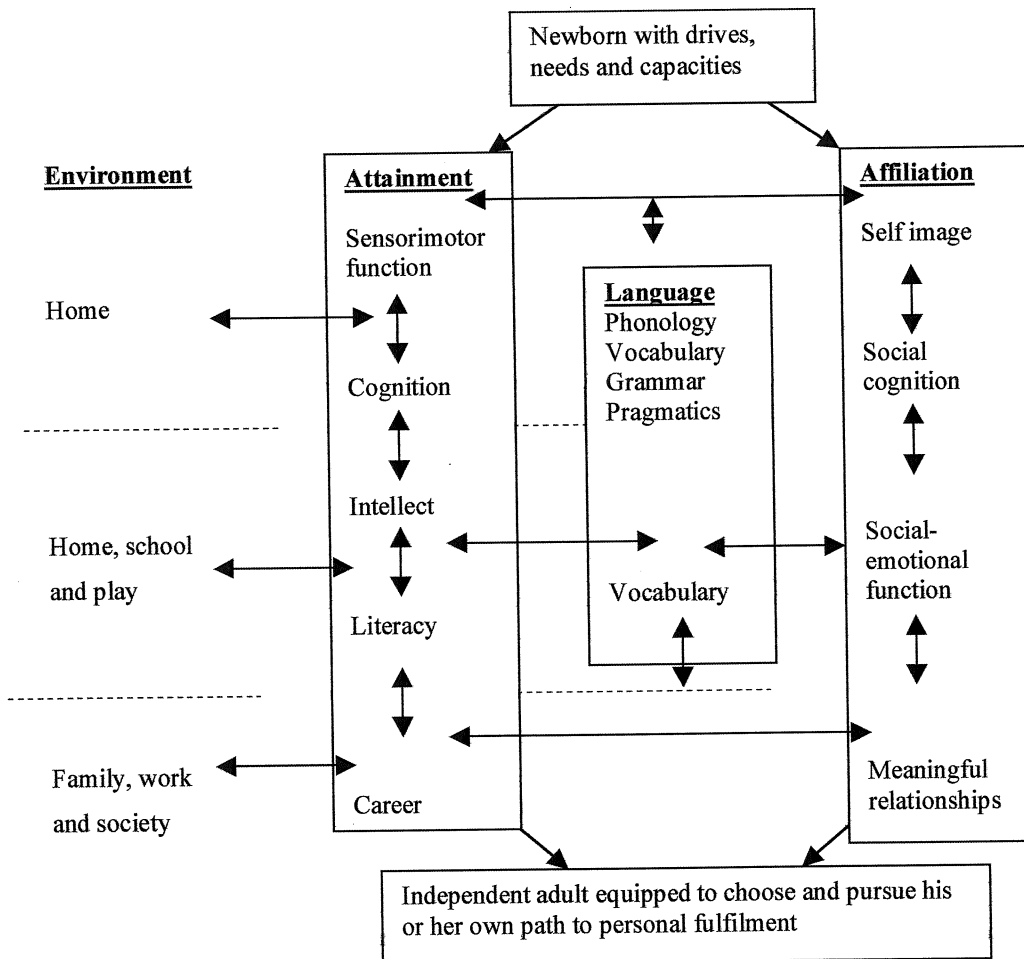 Newborn with drives,
needs and capacities
Environment
Home
Home, school
and play
Family, work
and society
Attainment
Sensorimotor
function
Cognition
Intellect
Literacy
Career
Language
Phonology
Vocabulary
Grammar
Pragmatics
Vocabulary
Affiliation
Self image
Social
cognition
Social-
emotional
function
Meaningful
relationships
Independent adult equipped to choose and pursue his
or her own path to personal fulfilment